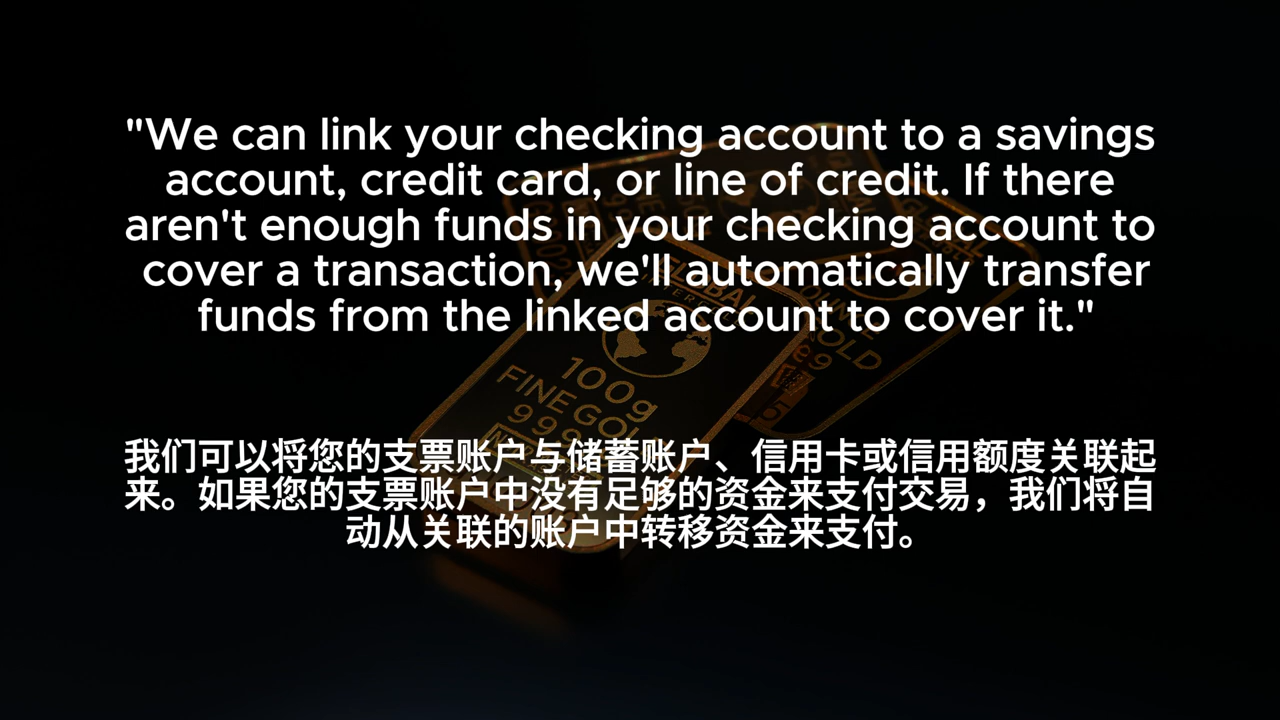 "We can link your checking account to a savings
account, credit card, or line of credit. If there
aren't enough funds in your checking account to
cover a transaction, we'll automatically transfer
funds from the linked account to cover it."
我们可以将您的支票账户与储蓄账户、信用卡或信用额度关联起
来。如果您的支票账户中没有足够的资金来支付交易，我们将自
动从关联的账户中转移资金来支付。
GLOBAL
100g
FINE GOL
999